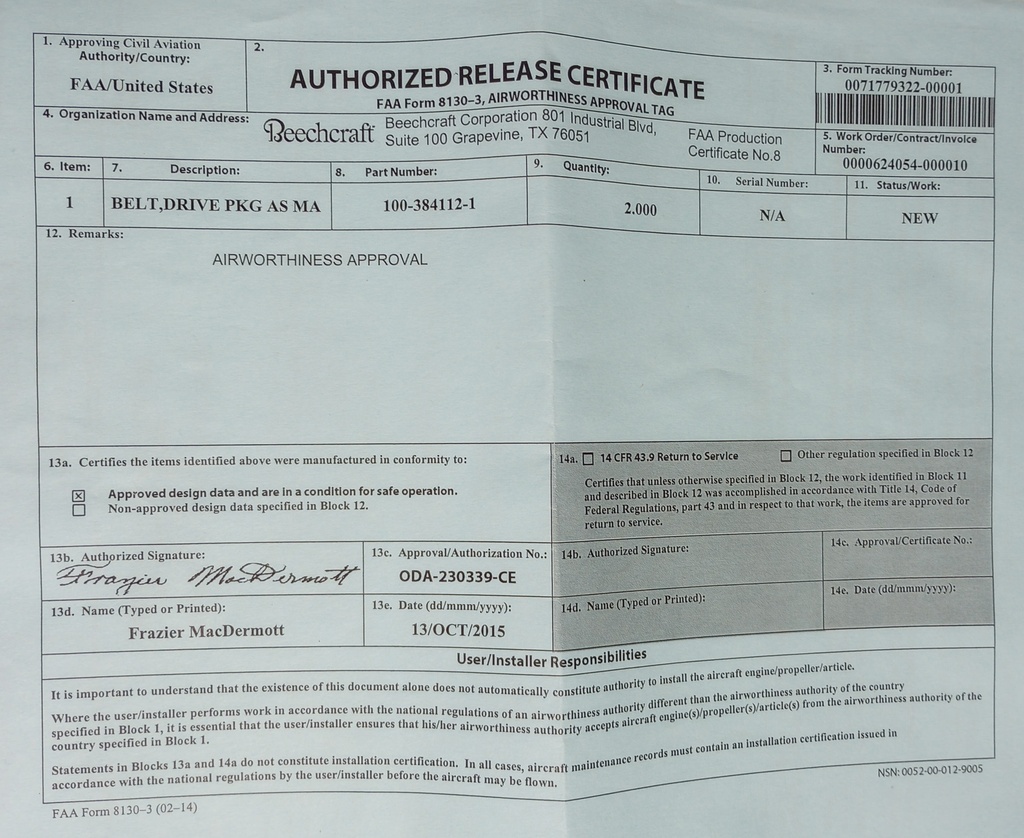 1. Approving Civil Aviation
Authority/Country:
FAA/United States
2.
AUTHORIZED RELEASE CERTIFICATE
FAA Form 8130–3, AIRWORTHINESS APPROVAL TAG
3. Form Tracking Number:
0071779322-00001
4. Organization Name and Address:
Beechcraft
Beechcraft Corporation 801 Industrial Blvd,
Suite 100 Grapevine, TX 76051
FAA Production
Certificate No.8
5. Work Order/Contract/Invoice
Number:
0000624054-000010
6. Item: 7. Description: 8. Part Number: 9. Quantity: 10. Serial Number: 11. Status/Work:
1 BELT,DRIVE PKG AS MA 100-384112-1 2.000 N/A NEW
12. Remarks:
AIRWORTHINESS APPROVAL
13a. Certifies the items identified above were manufactured in conformity to:
Approved design data and are in a condition for safe operation.
Non-approved design data specified in Block 12.
14a. 14 CFR 43.9 Return to Service Other regulation specified in Block 12
Certifies that unless otherwise specified in Block 12, the work identified in Block 11
and described in Block 12 was accomplished in accordance with Title 14, Code of
Federal Regulations, part 43 and in respect to that work, the items are approved for
return to service.
13b. Authorized Signature:
Frazier MacDermott
13c. Approval/Authorization No.:
ODA-230339-CE
14b. Authorized Signature:
14c. Approval/Certificate No.:
13d. Name (Typed or Printed):
Frazier MacDermott
13e. Date (dd/mmm/yyyy):
13/OCT/2015
14d. Name (Typed or Printed):
14e. Date (dd/mmm/yyyy):
User/Installer Responsibilities
It is important to understand that the existence of this document alone does not automatically constitute authority to install the aircraft engine/propeller/article.
Where the user/installer performs work in accordance with the national regulations of an airworthiness authority different than the airworthiness authority of the country
specified in Block 1, it is essential that the user/installer ensures that his/her airworthiness authority accepts aircraft engine(s)/propeller(s)/article(s) from the airworthiness authority of the
country specified in Block 1.
Statements in Blocks 13a and 14a do not constitute installation certification. In all cases, aircraft maintenance records must contain an installation certification issued in
accordance with the national regulations by the user/installer before the aircraft may be flown.
FAA Form 8130–3 (02–14)
NSN: 0052-00-012-9005